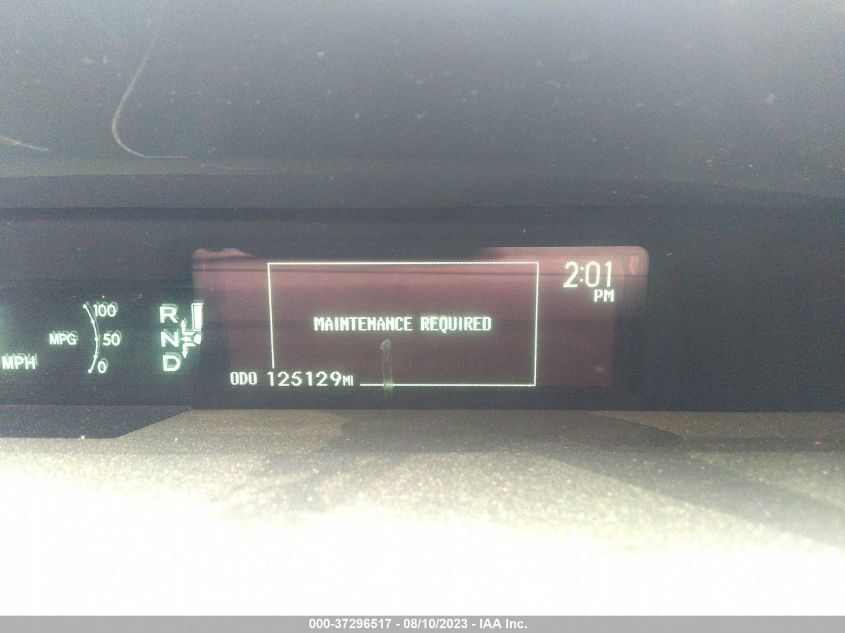 2:01
PM
100
R
MAINTENANCE REQUIRED
MPG 50
N
MPH
0
D
ODO 125129MI
000-37296517 - 08/10/2023 - IAA Inc.